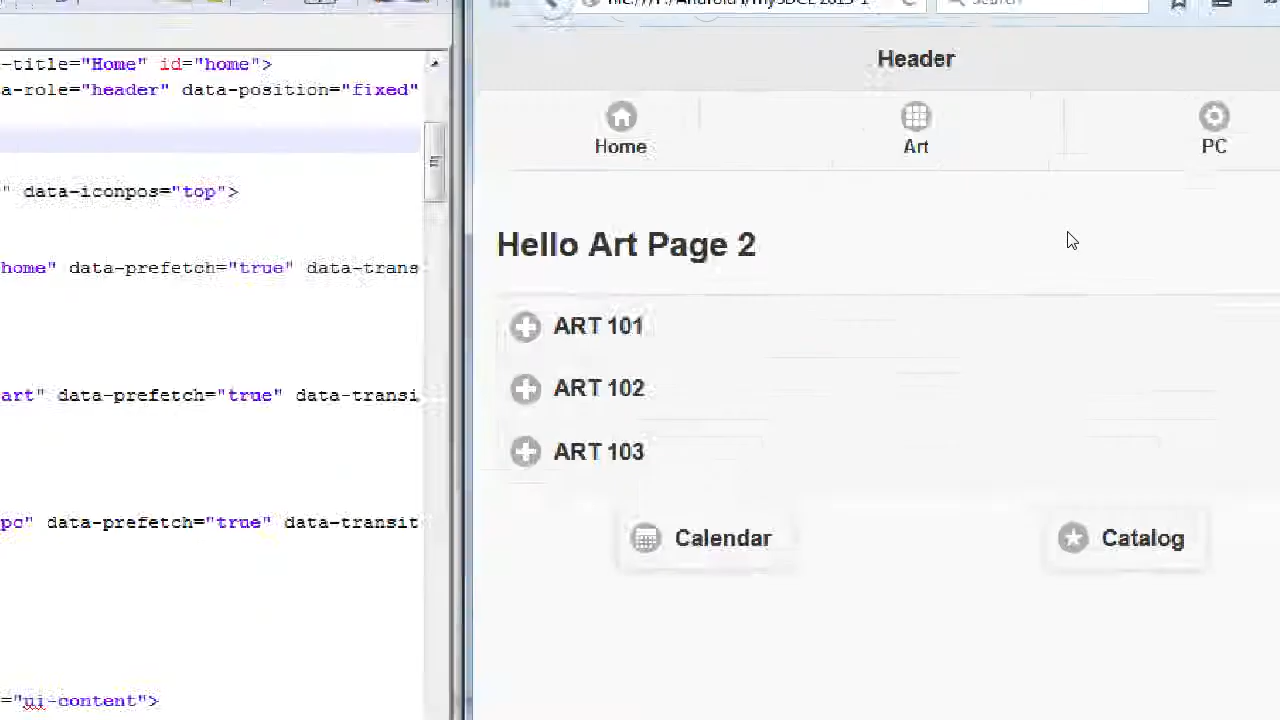 -title="Home" id="home">
a-role="header" data-position="fixed"
" data-iconpos="top">
home" data-prefetch="true" data-trans
art" data-prefetch="true" data-transi
pc" data-prefetch="true" data-transit
="ui-content">
Search
Header
Home
Art
PC
Hello Art Page 2
ART 101
ART 102
ART 103
Calendar
Catalog